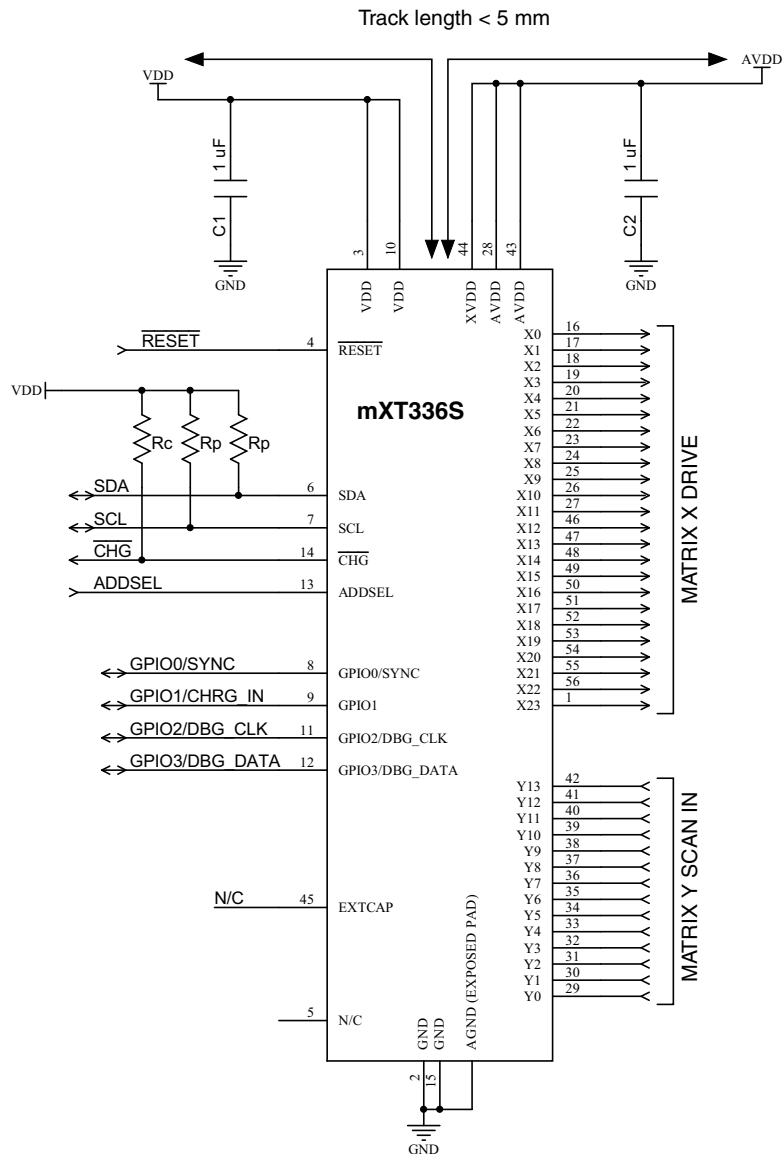 Track length < 5 mm
VDD
AVDD
1 uF
C1
GND
1 uF
C2
GND
3
10
44
28
43
VDD
VDD
XVDD
AVDD
AVDD
mXT336S
RESET
4
RESET
VDD
Rc
Rp
Rp
SDA
6
SDA
SCL
7
SCL
CHG
14
CHG
ADDSEL
13
ADDSEL
GPIO0/SYNC
8
GPIO0/SYNC
GPIO1/CHRG_IN
9
GPIO1
GPIO2/DBG_CLK
11
GPIO2/DBG_CLK
GPIO3/DBG_DATA
12
GPIO3/DBG_DATA
N/C
45
EXTCAP
5
N/C
X0 16
X1 17
X2 18
X3 19
X4 20
X5 21
X6 22
X7 23
X8 24
X9 25
X10 26
X11 27
X12 46
X13 47
X14 48
X15 49
X16 50
X17 51
X18 52
X19 53
X20 54
X21 55
X22 56
X23 1
MATRIX X DRIVE
Y13 42
Y12 41
Y11 40
Y10 39
Y9 38
Y8 37
Y7 36
Y6 35
Y5 34
Y4 33
Y3 32
Y2 31
Y1 30
Y0 29
MATRIX Y SCAN IN
GND
GND
AGND (EXPOSED PAD)
2
15
GND